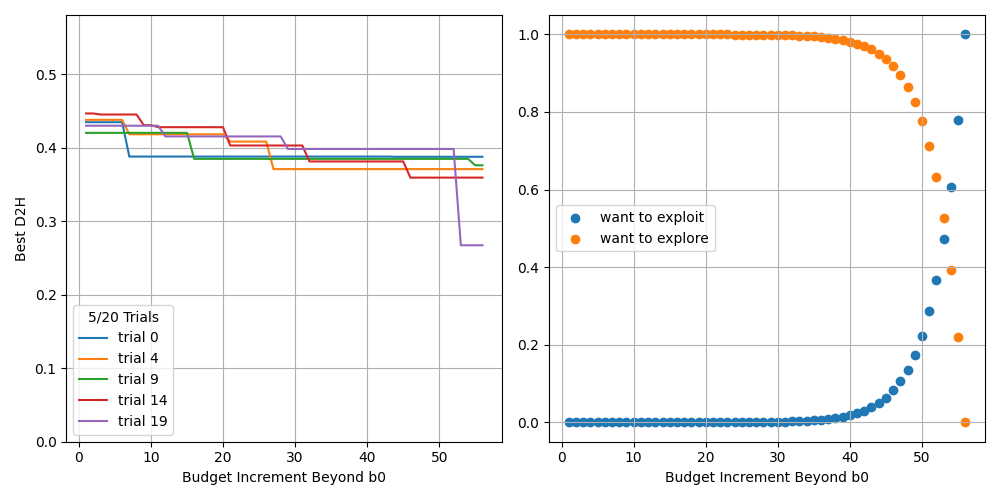 0.5
0.4
0.3
0.2
0.1
0.0
Best D2H
5/20 Trials
trial 0
trial 4
trial 9
trial 14
trial 19
0 10 20 30 40 50
Budget Increment Beyond b0
1.0
0.8
0.6
0.4
0.2
0.0
want to exploit
want to explore
0 10 20 30 40 50
Budget Increment Beyond b0